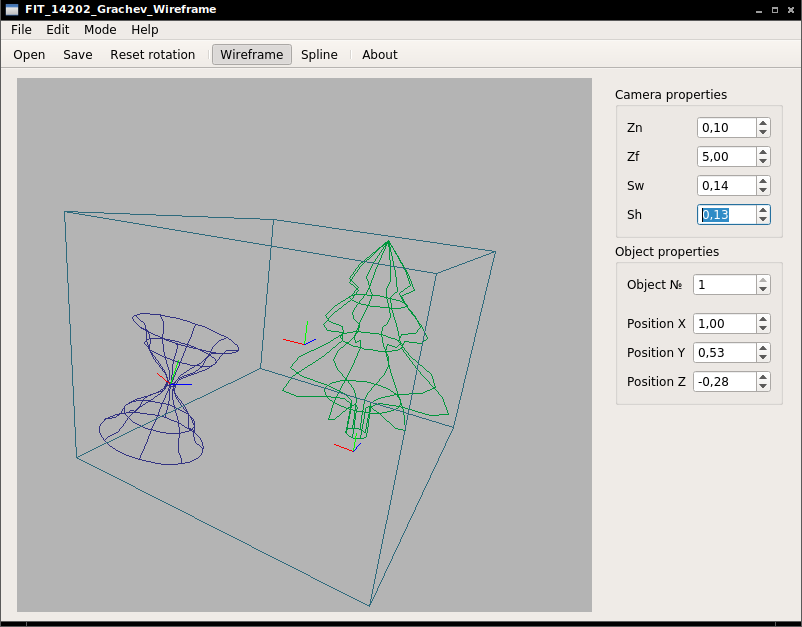 FIT_14202_Grachev_Wireframe
File Edit Mode Help
Open Save Reset rotation Wireframe Spline About
Camera properties
Zn 0,10
Zf 5,00
Sw 0,14
Sh 0,13
Object properties
Object № 1
Position X 1,00
Position Y 0,53
Position Z -0,28